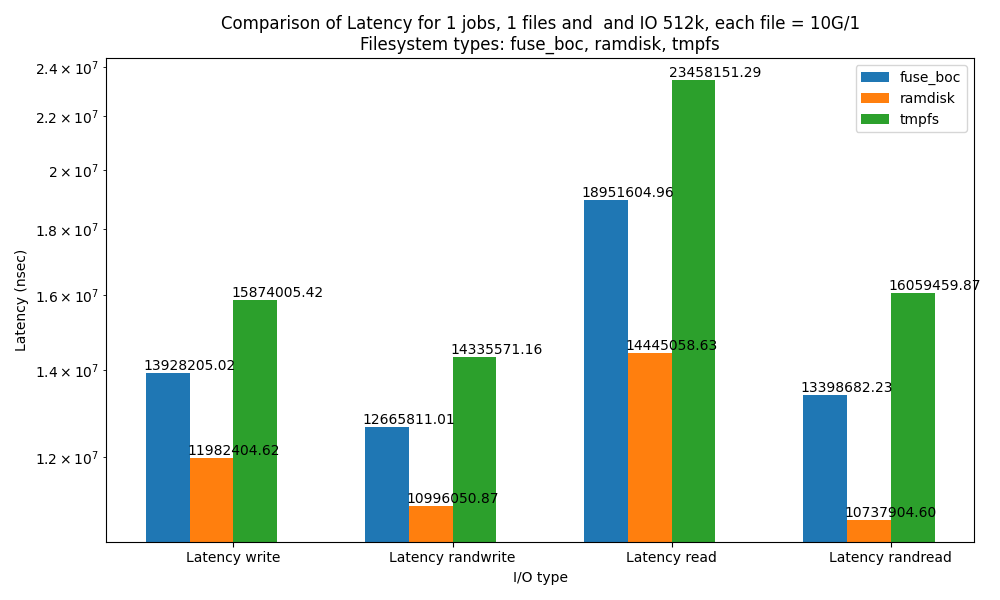 Comparison of Latency for 1 jobs, 1 files and  and IO 512k, each file = 10G/1
Filesystem types: fuse_boc, ramdisk, tmpfs
fuse_boc
ramdisk
tmpfs
Latency (nsec)
2.4 × 10⁷
2.2 × 10⁷
2 × 10⁷
1.8 × 10⁷
1.6 × 10⁷
1.4 × 10⁷
1.2 × 10⁷
13928205.02
11982404.62
15874005.42
12665811.01
10996050.87
14335571.16
18951604.96
14445058.63
23458151.29
13398682.23
10737904.60
16059459.87
Latency write
Latency randwrite
Latency read
Latency randread
I/O type